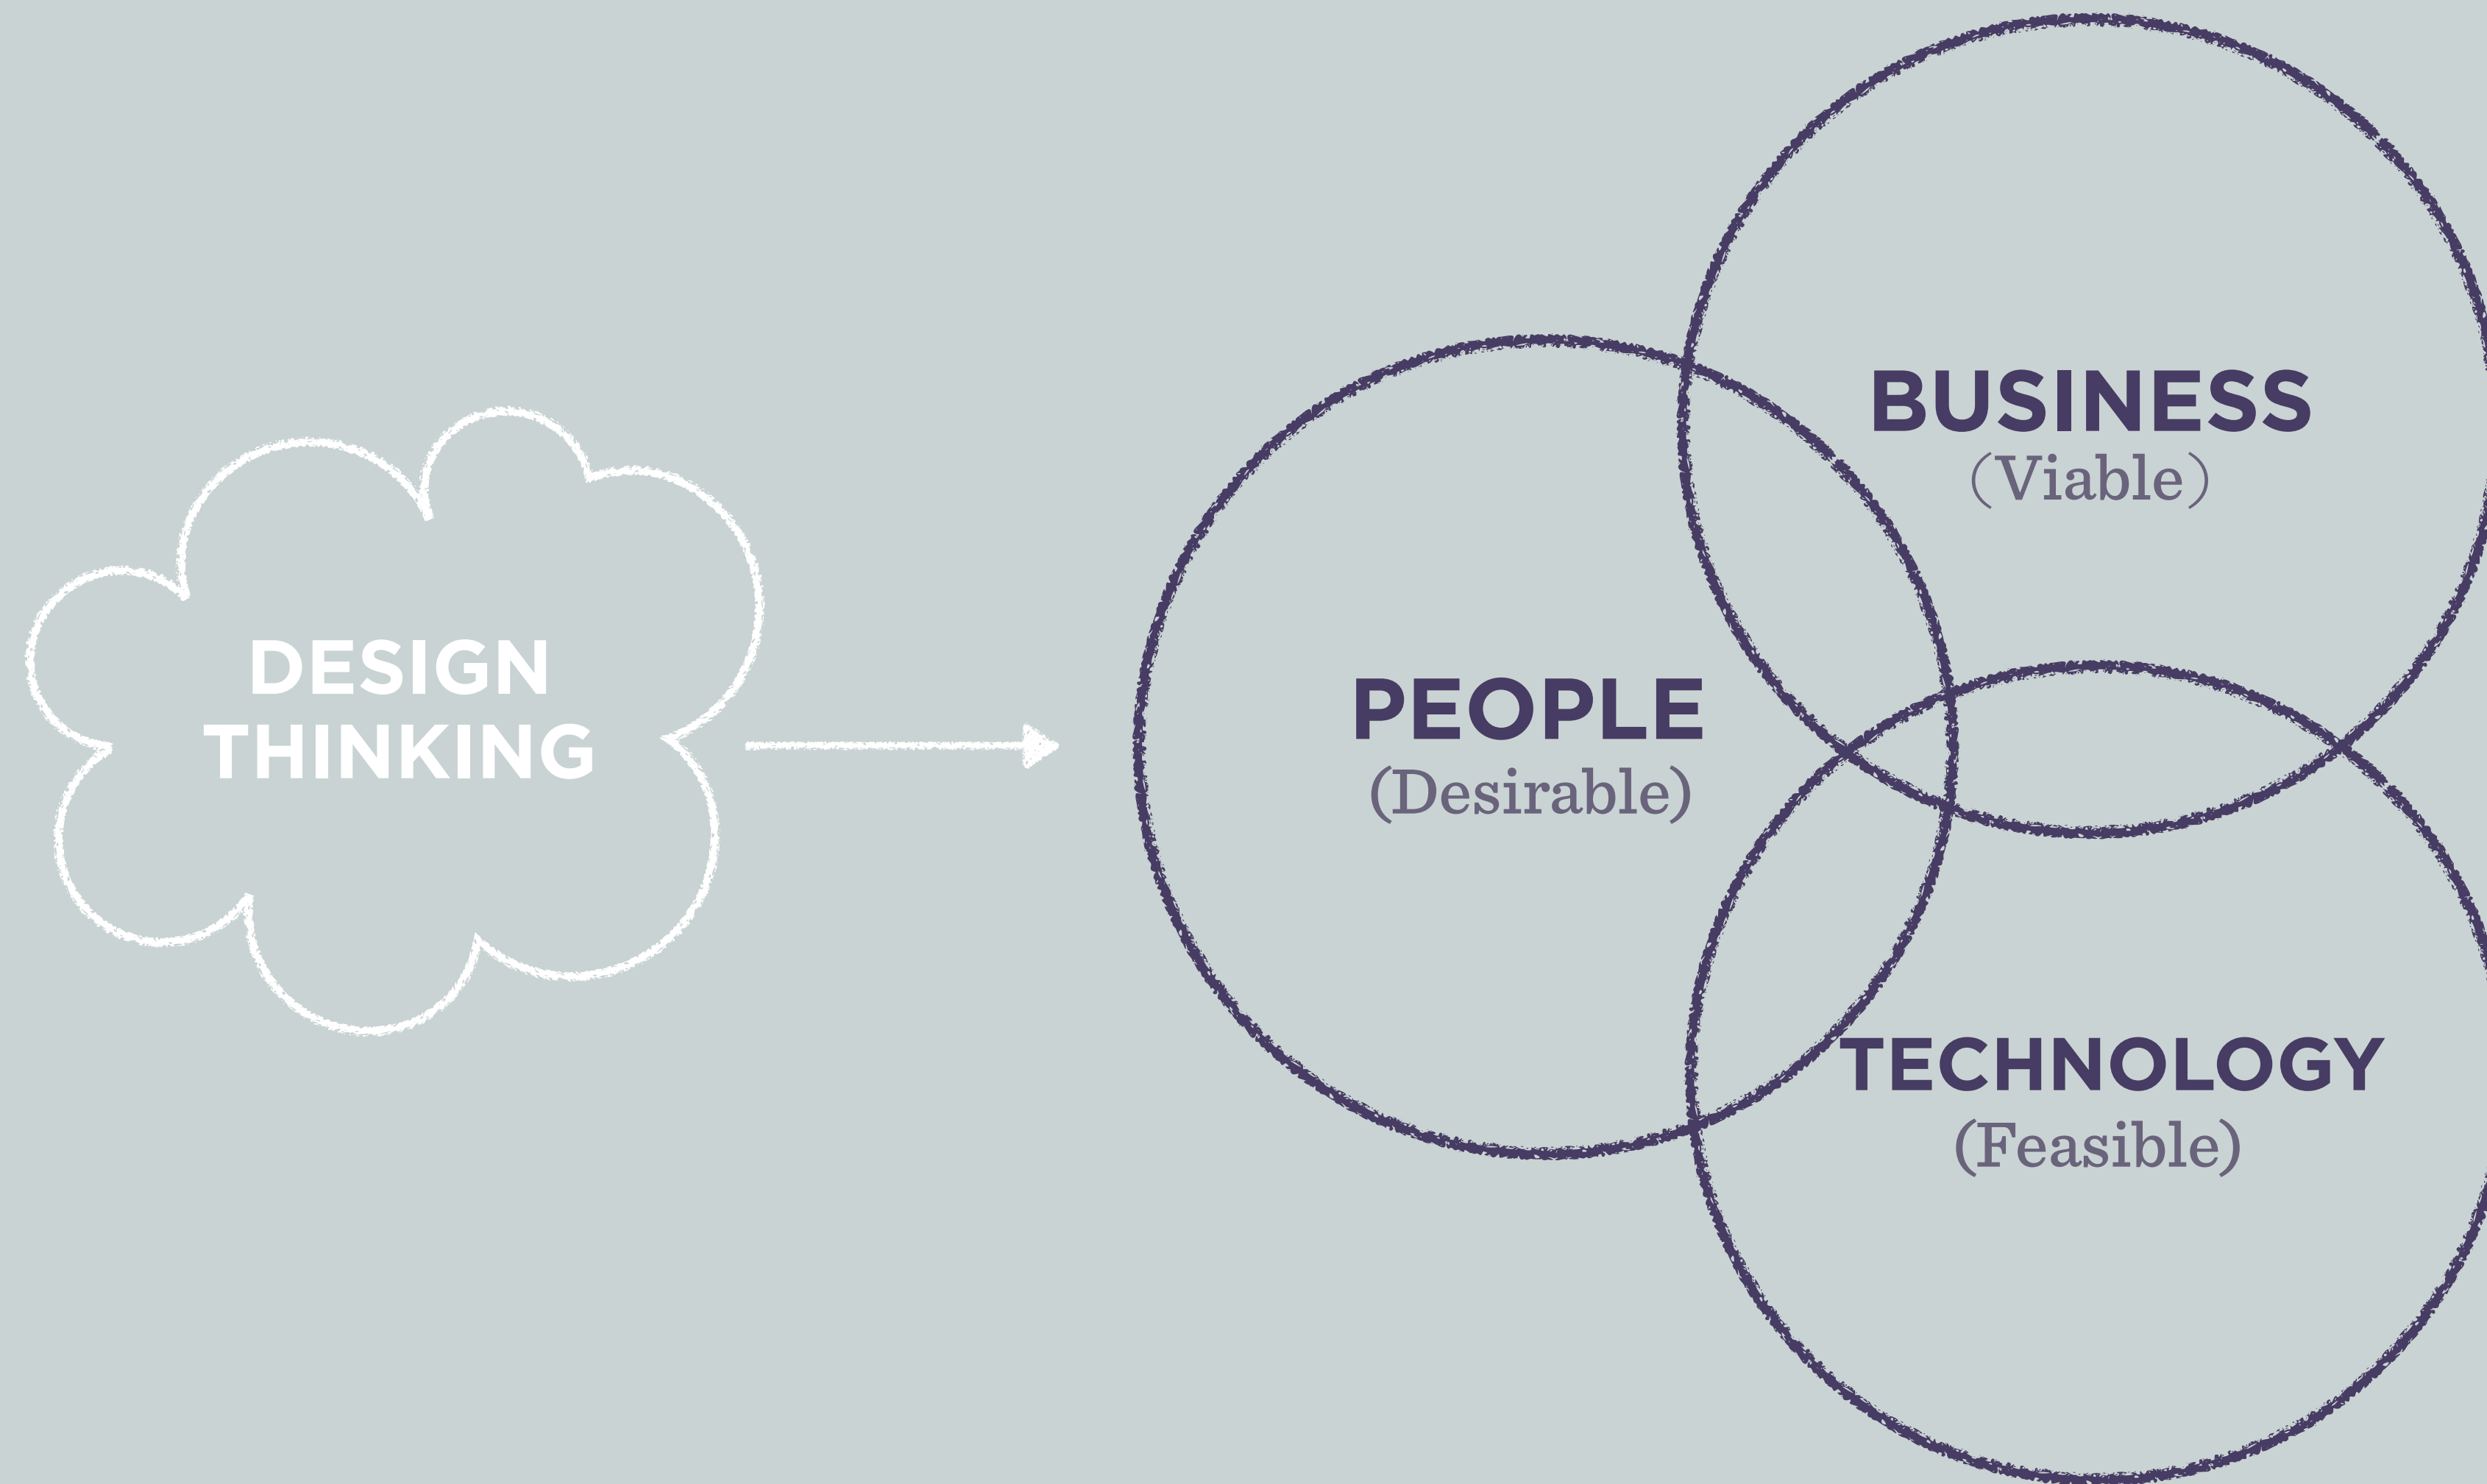 DESIGN
THINKING
PEOPLE
(Desirable)
BUSINESS
(Viable)
TECHNOLOGY
(Feasible)